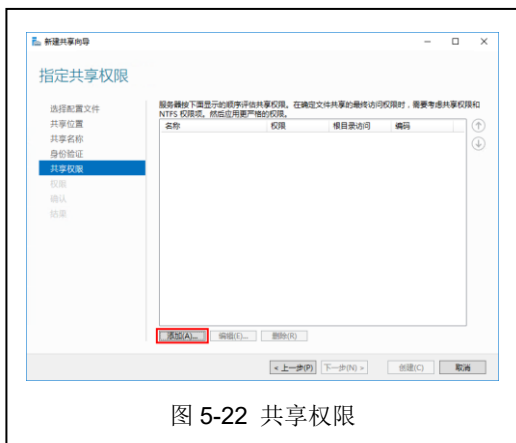 新建共享向导
指定共享权限
选择配置文件
共享位置
共享名称
身份验证
共享权限
权限
确认
结果
服务器按下面显示的顺序评估共享权限。在确定文件共享的最终访问权限时，需要考虑共享权限和
NTFS 权限项。然后应用更严格的权限。
名称 权限 根目录访问 编码
添加(A)... 编辑(E)... 删除(R)
< 上一步(P) 下一步(N) > 创建(C) 取消
图 5-22 共享权限